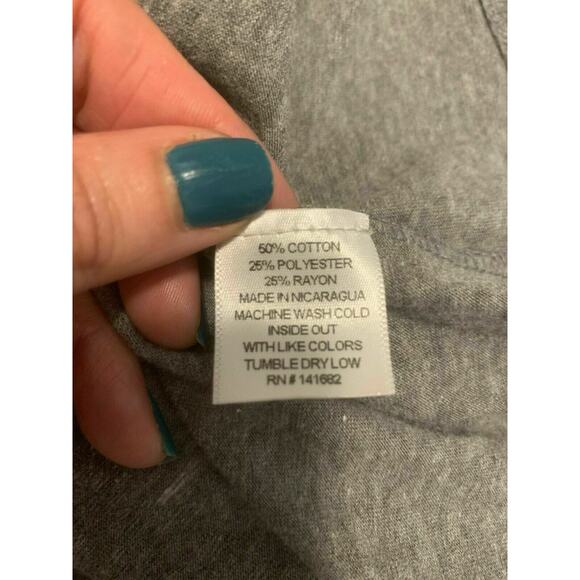 50% COTTON
25% POLYESTER
25% RAYON
MADE IN NICARAGUA
MACHINE WASH COLD
INSIDE OUT
WITH LIKE COLORS
TUMBLE DRY LOW
RN # 141682